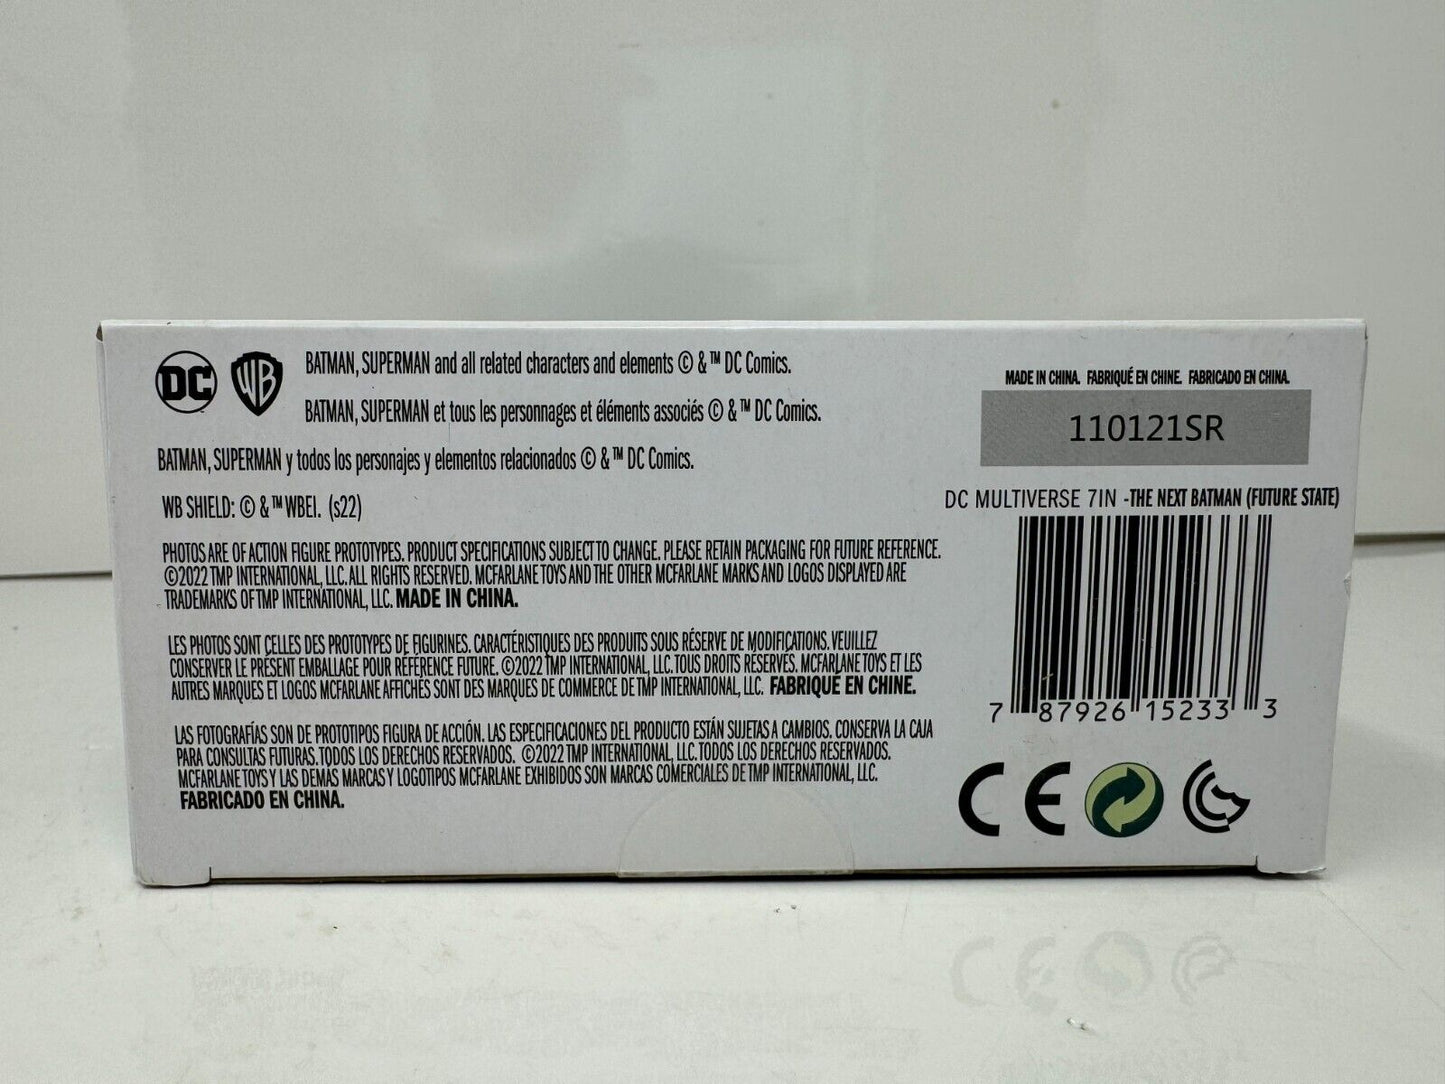 DC WB BATMAN, SUPERMAN and all related characters and elements © & ™ DC Comics.
BATMAN, SUPERMAN et tous les personnages et éléments associés © & ™ DC Comics.
BATMAN, SUPERMAN y todos los personajes y elementos relacionados © & ™ DC Comics.
WB SHIELD: © & ™ WBEI. (s22)
PHOTOS ARE OF ACTION FIGURE PROTOTYPES. PRODUCT SPECIFICATIONS SUBJECT TO CHANGE. PLEASE RETAIN PACKAGING FOR FUTURE REFERENCE.
©2022 TMP INTERNATIONAL, LLC. ALL RIGHTS RESERVED. MCFARLANE TOYS AND THE OTHER MCFARLANE MARKS AND LOGOS DISPLAYED ARE
TRADEMARKS OF TMP INTERNATIONAL, LLC. MADE IN CHINA.
LES PHOTOS SONT CELLES DES PROTOTYPES DE FIGURINES. CARACTÉRISTIQUES DES PRODUITS SOUS RÉSERVE DE MODIFICATIONS. VEUILLEZ
CONSERVER LE PRÉSENT EMBALLAGE POUR RÉFÉRENCE FUTURE. ©2022 TMP INTERNATIONAL, LLC. TOUS DROITS RÉSERVÉS. MCFARLANE TOYS ET LES
AUTRES MARQUES ET LOGOS MCFARLANE AFFICHÉS SONT DES MARQUES DE COMMERCE DE TMP INTERNATIONAL, LLC. FABRIQUÉ EN CHINE.
LAS FOTOGRAFÍAS SON DE PROTOTIPOS FIGURA DE ACCIÓN. LAS ESPECIFICACIONES DEL PRODUCTO ESTÁN SUJETAS A CAMBIOS. CONSERVA LA CAJA
PARA CONSULTAS FUTURAS. TODOS LOS DERECHOS RESERVADOS. ©2022 TMP INTERNATIONAL, LLC. TODOS LOS DERECHOS RESERVADOS.
MCFARLANE TOYS Y LAS DEMÁS MARCAS Y LOGOTIPOS MCFARLANE EXHIBIDOS SON MARCAS COMERCIALES DE TMP INTERNATIONAL, LLC.
FABRICADO EN CHINA.
MADE IN CHINA. FABRIQUÉ EN CHINE. FABRICADO EN CHINA.
110121SR
DC MULTIVERSE 7IN -THE NEXT BATMAN (FUTURE STATE)
7 87926 15233 3
CE